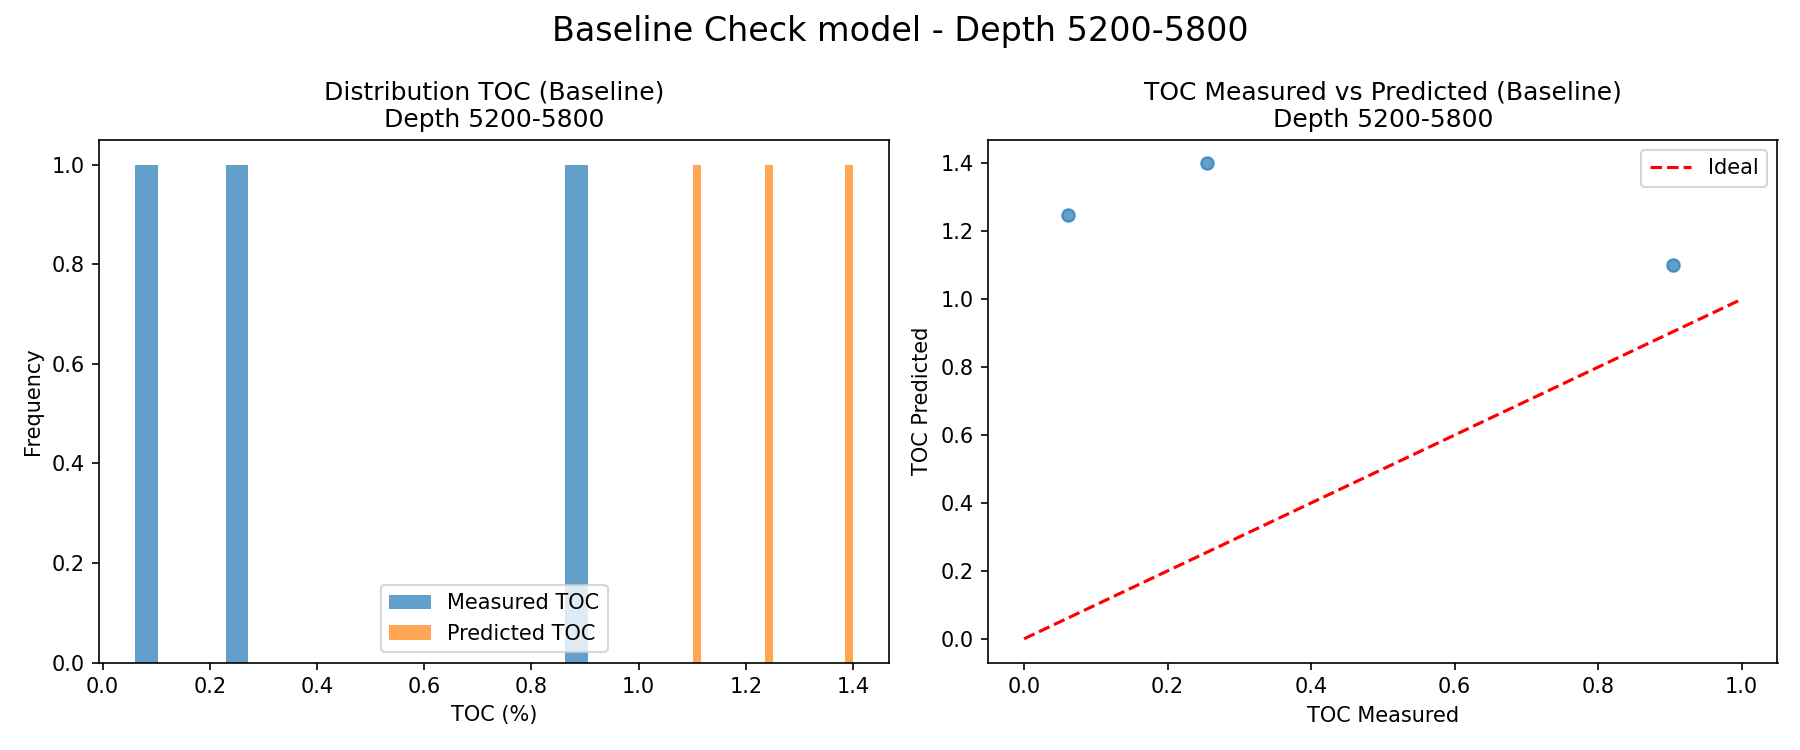 Baseline Check model - Depth 5200-5800
Distribution TOC (Baseline)
Depth 5200-5800
Frequency
1.0
0.8
0.6
0.4
0.2
0.0
0.0 0.2 0.4 0.6 0.8 1.0 1.2 1.4
TOC (%)
Measured TOC
Predicted TOC
TOC Measured vs Predicted (Baseline)
Depth 5200-5800
TOC Predicted
1.4
1.2
1.0
0.8
0.6
0.4
0.2
0.0
0.0 0.2 0.4 0.6 0.8 1.0
TOC Measured
Ideal